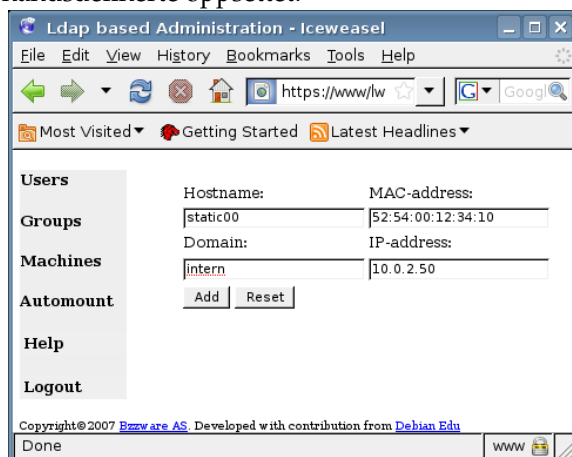 Ldap based Administration - Iceweasel
File Edit View History Bookmarks Tools Help
https://www/lw G Googl
Most Visited Getting Started Latest Headlines
Users
Groups
Machines
Automount
Help
Logout
Hostname: MAC-address:
static00 52:54:00:12:34:10
Domain: IP-address:
intern 10.0.2.50
Add Reset
Copyright©2007 Bzzware AS. Developed with contribution from Debian Edu
Done www